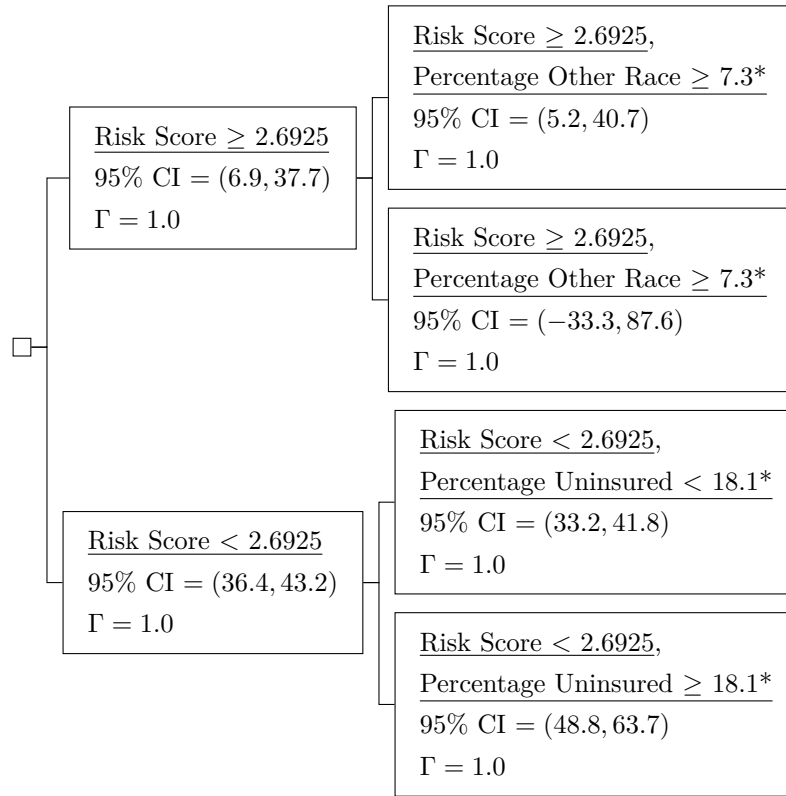 Risk Score ≥ 2.6925,
Percentage Other Race ≥ 7.3*
95% CI = (5.2, 40.7)
Γ = 1.0
Risk Score ≥ 2.6925
95% CI = (6.9, 37.7)
Γ = 1.0
Risk Score ≥ 2.6925,
Percentage Other Race ≥ 7.3*
95% CI = (−33.3, 87.6)
Γ = 1.0
Risk Score < 2.6925,
Percentage Uninsured < 18.1*
95% CI = (33.2, 41.8)
Γ = 1.0
Risk Score < 2.6925
95% CI = (36.4, 43.2)
Γ = 1.0
Risk Score < 2.6925,
Percentage Uninsured ≥ 18.1*
95% CI = (48.8, 63.7)
Γ = 1.0